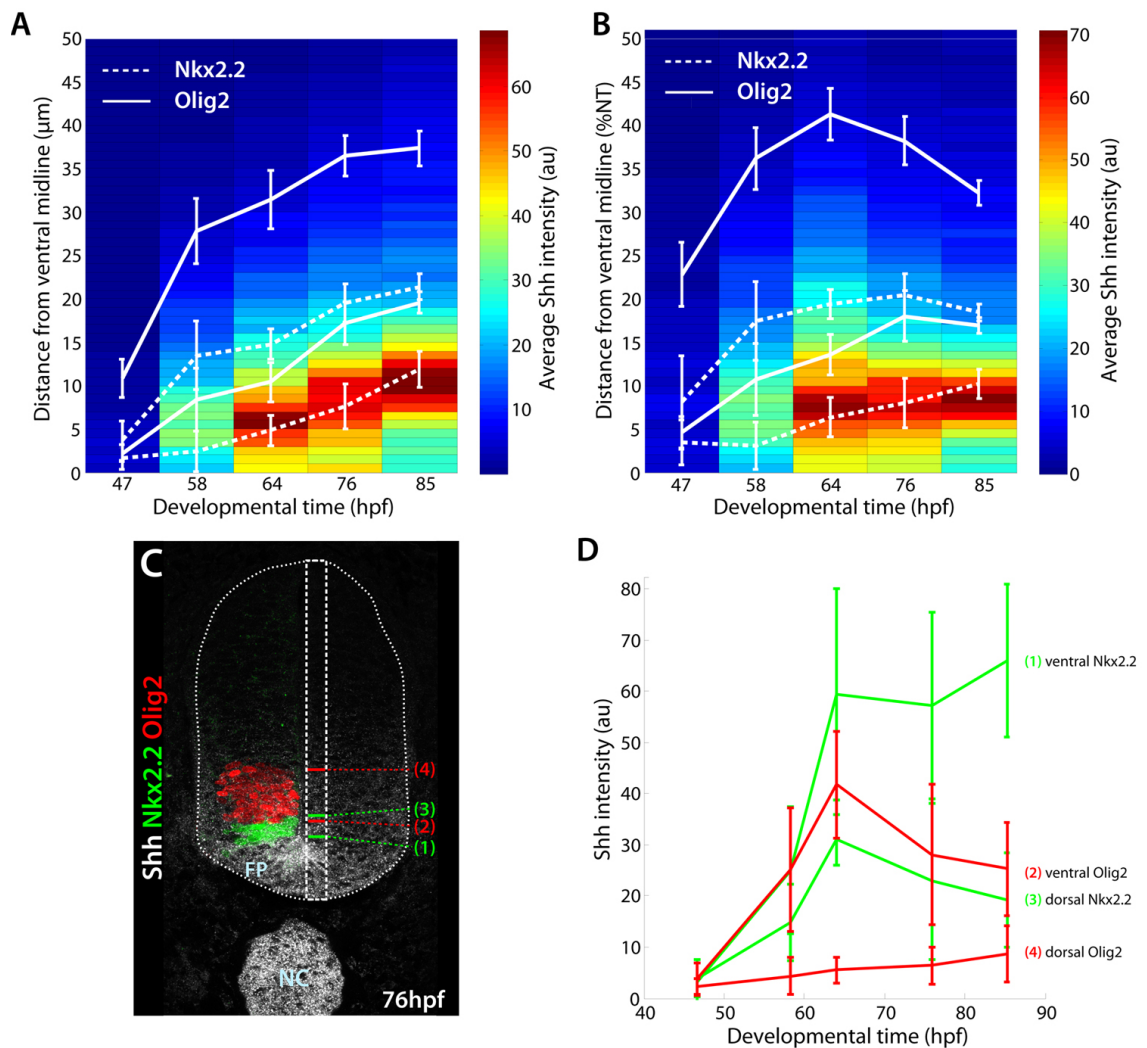 A
Nkx2.2
Olig2
50
45
40
35
30
25
20
15
10
5
0
Distance from ventral midline (μm)
47 58 64 76 85
Developmental time (hpf)
60
50
40
30
20
10
Average Shh intensity (au)
B
Nkx2.2
Olig2
50
45
40
35
30
25
20
15
10
5
0
Distance from ventral midline (%NT)
47 58 64 76 85
Developmental time (hpf)
70
60
50
40
30
20
10
0
Average Shh intensity (au)
C
Shh Nkx2.2 Olig2
(4)
(3)
(2)
(1)
FP
NC
76hpf
D
80
70
60
50
40
30
20
10
0
Shh intensity (au)
40 50 60 70 80 90
Developmental time (hpf)
(1) ventral Nkx2.2
(2) ventral Olig2
(3) dorsal Nkx2.2
(4) dorsal Olig2